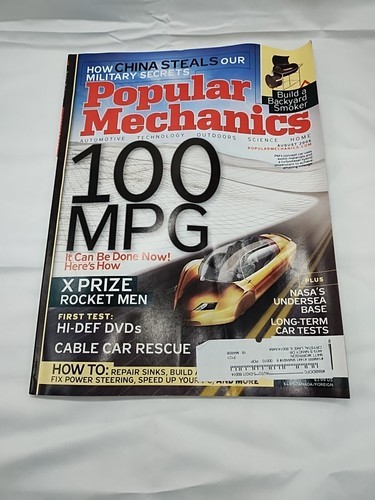 HOW CHINA STEALS OUR
MILITARY SECRETS
Popular
Mechanics
Build a
Backyard
Smoker
AUTOMOTIVE TECHNOLOGY OUTDOORS SCIENCE HOME
AUGUST
POPULARMECHANICS.COM
100
MPG
It Can Be Done Now!
Here's How
X PRIZE
ROCKET MEN
FIRST TEST:
HI-DEF DVDs
CABLE CAR RESCUE
PLUS
NASA'S
UNDERSEA
BASE
LONG-TERM
CAR TESTS
HOW TO: REPAIR SINKS, BUILD
FIX POWER STEERING, SPEED UP YOUR AND MORE